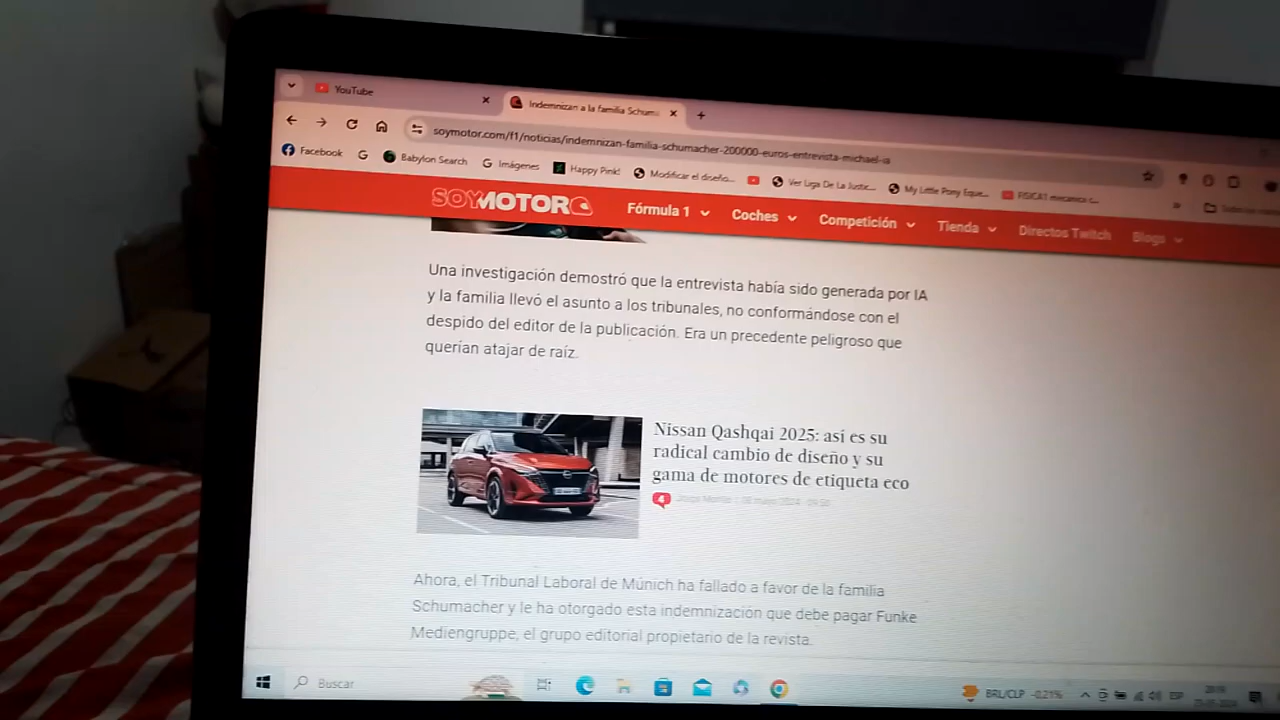 YouTube
Indemnizan a la familia Schuma
soymotor.com/f1/noticias/indemnizan-familia-schumacher-200000-euros-entrevista-michael-ia
Facebook
G
Babylon Search
G Imágenes
Happy Pink!
Modificar el diseño...
Ver Liga De La Justic...
My Little Pony Eque...
SOYMOTOR
Fórmula 1
Coches
Competición
Tienda
Directos Twitch
Blogs
Una investigación demostró que la entrevista había sido generada por IA
y la familia llevó el asunto a los tribunales, no conformándose con el
despido del editor de la publicación. Era un precedente peligroso que
querían atajar de raíz.
Nissan Qashqai 2025: así es su
radical cambio de diseño y su
gama de motores de etiqueta eco
4
Ahora, el Tribunal Laboral de Múnich ha fallado a favor de la familia
Schumacher y le ha otorgado esta indemnización que debe pagar Funke
Mediengruppe, el grupo editorial propietario de la revista.
Buscar
BRL/CLP -0,21%
ESP